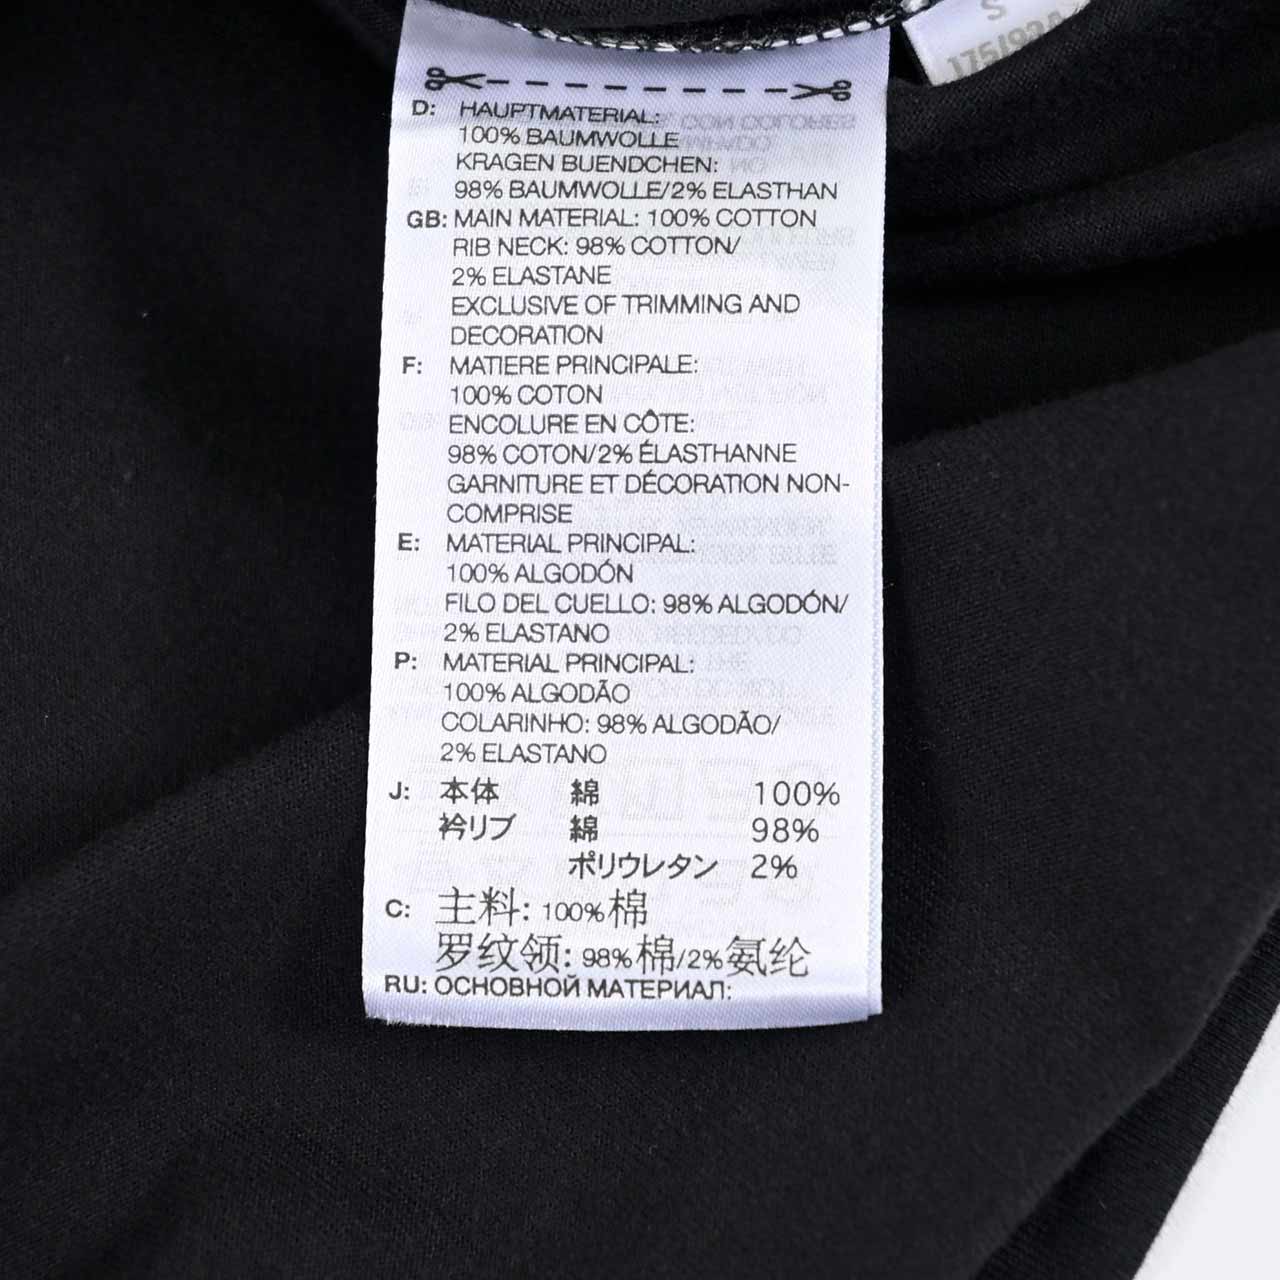 S
175/92A
D: HAUPTMATERIAL:
100% BAUMWOLLE
KRAGEN BUENDCHEN:
98% BAUMWOLLE/2% ELASTHAN
GB: MAIN MATERIAL: 100% COTTON
RIB NECK: 98% COTTON/
2% ELASTANE
EXCLUSIVE OF TRIMMING AND
DECORATION
F: MATIERE PRINCIPALE:
100% COTON
ENCOLURE EN CÔTE:
98% COTON/2% ÉLASTHANNE
GARNITURE ET DÉCORATION NON-
COMPRISE
E: MATERIAL PRINCIPAL:
100% ALGODÓN
FILO DEL CUELLO: 98% ALGODÓN/
2% ELASTANO
P: MATERIAL PRINCIPAL:
100% ALGODÃO
COLARINHO: 98% ALGODÃO/
2% ELASTANO
J: 本体 綿 100%
衿リブ 綿 98%
ポリウレタン 2%
C: 主料: 100%棉
罗纹领: 98%棉/2%氨纶
RU: ОСНОВНОЙ МАТЕРИАЛ: